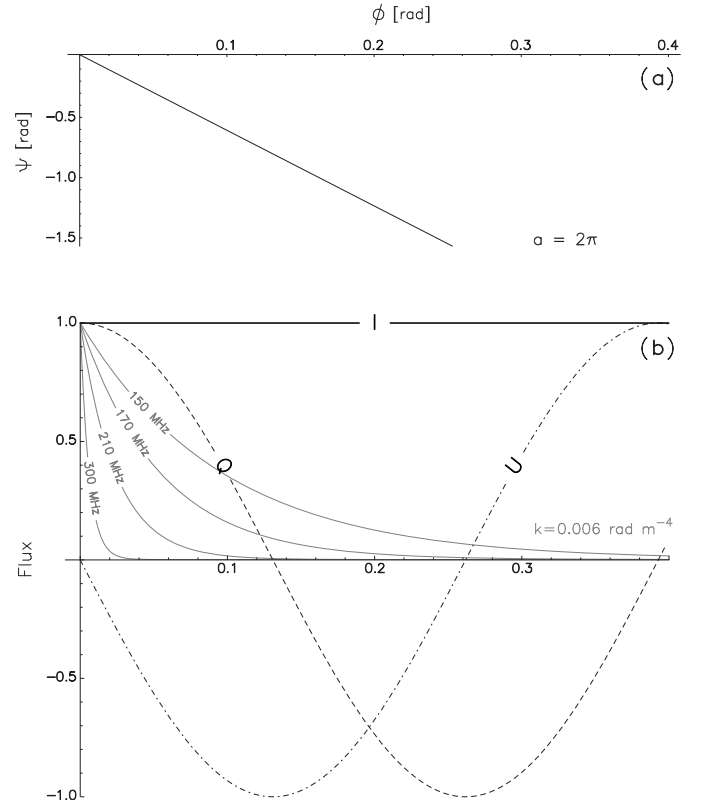 ϕ [rad]
0.1 0.2 0.3 0.4
(a)
−0.5
−1.0
−1.5
ψ [rad]
a = 2π
1.0
I
(b)
150 MHz
170 MHz
210 MHz
300 MHz
0.5
Q
U
k=0.006 rad m⁻⁴
Flux
0.1 0.2 0.3
−0.5
−1.0